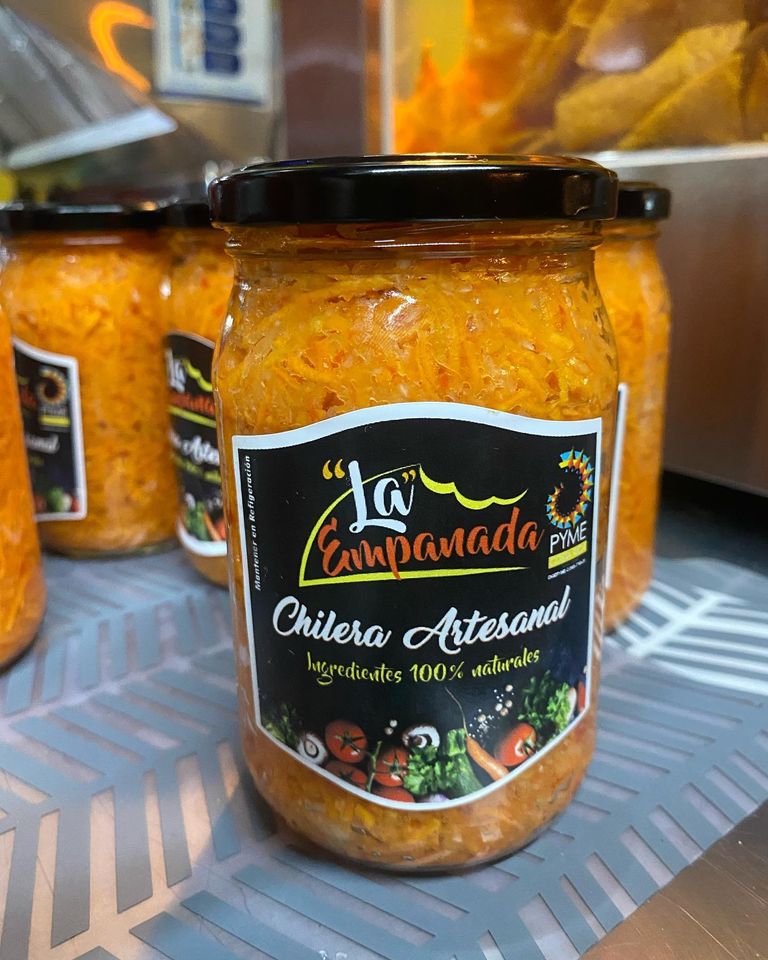 "La"
Empanada
Chilera Artesanal
Ingredientes 100% naturales
PYME
Mantener en Refrigeración